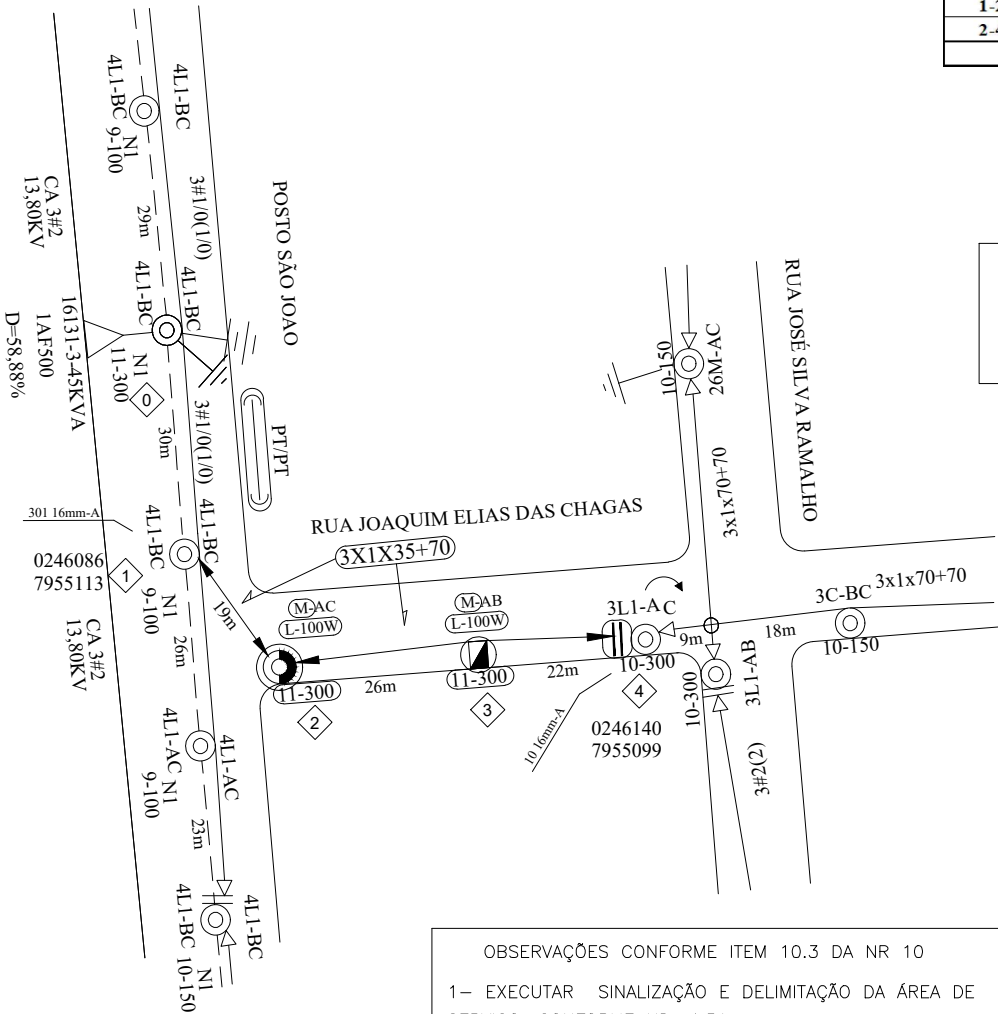 1-2
2-4
4L1-BC
4L1-BC
N1
9-100
3#1/0(1/0)
29m
CA 3#2
13,80KV
POSTO SÃO JOAO
4L1-BC
4L1-BC
16131-3-45KVA
1AF500
D=58,88%
N1
11-300
0
30m
3#1/0(1/0)
PT/PT
RUA JOSÉ SILVA RAMALHO
10-150
26M-AC
3x1x70+70
301 16mm-A
4L1-BC
4L1-BC
0246086
7955113
1
N1
9-100
CA 3#2
13,80KV
26m
19m
RUA JOAQUIM ELIAS DAS CHAGAS
3X1X35+70
M-AC
L-100W
M-AB
L-100W
3L1-AC
3C-BC
3x1x70+70
9m
18m
10-150
11-300
26m
11-300
22m
10-300
2
3
4
10 16mm-A
0246140
7955099
10-300
3L1-AB
3#2(2)
4L1-AC
4L1-AC
N1
9-100
23m
4L1-BC
4L1-BC
N1
10-150
OBSERVAÇÕES CONFORME ITEM 10.3 DA NR 10
1– EXECUTAR SINALIZAÇÃO E DELIMITAÇÃO DA ÁREA DE